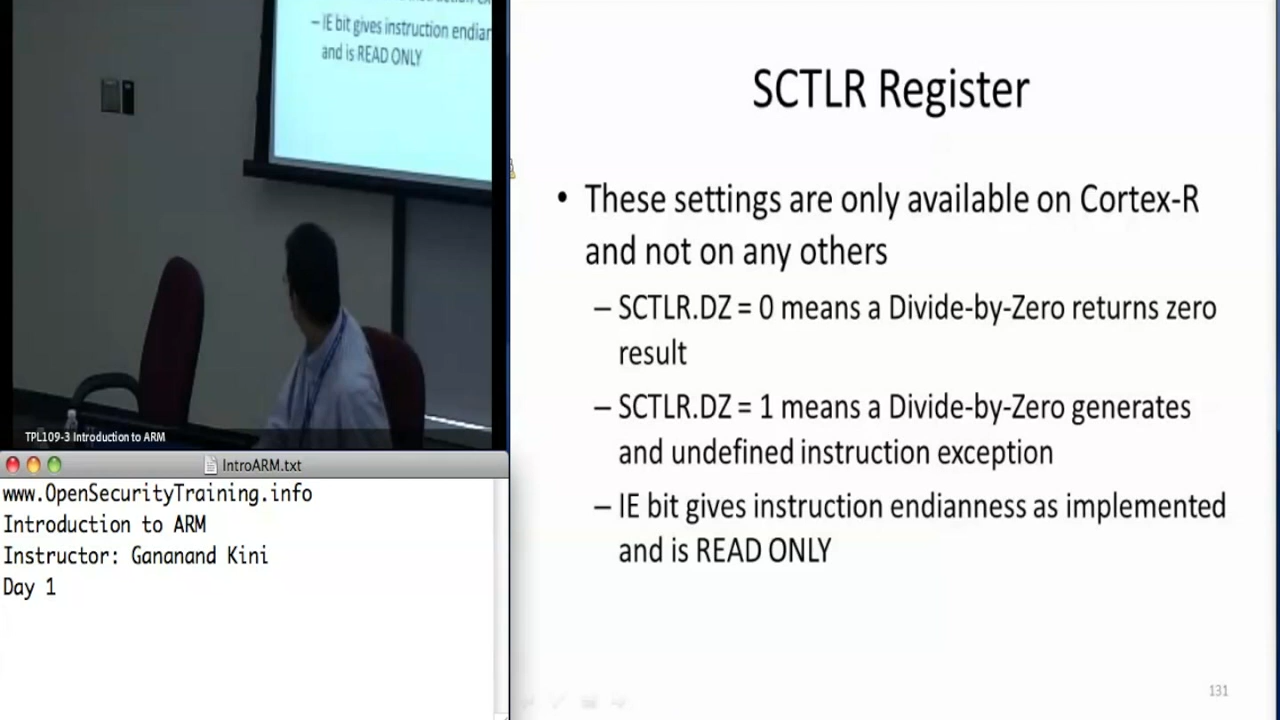 – IE bit gives instruction endian
and is READ ONLY
TPL109-3 Introduction to ARM
IntroARM.txt
www.OpenSecurityTraining.info
Introduction to ARM
Instructor: Gananand Kini
Day 1
SCTLR Register
• These settings are only available on Cortex-R
and not on any others
– SCTLR.DZ = 0 means a Divide-by-Zero returns zero
result
– SCTLR.DZ = 1 means a Divide-by-Zero generates
and undefined instruction exception
– IE bit gives instruction endianness as implemented
and is READ ONLY
131